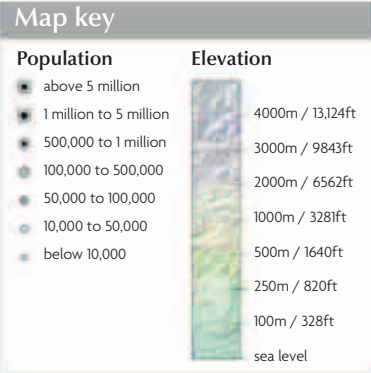 Map key
Population
above 5 million
1 million to 5 million
500,000 to 1 million
100,000 to 500,000
50,000 to 100,000
10,000 to 50,000
below 10,000
Elevation
4000m / 13,124ft
3000m / 9843ft
2000m / 6562ft
1000m / 3281ft
500m / 1640ft
250m / 820ft
100m / 328ft
sea level